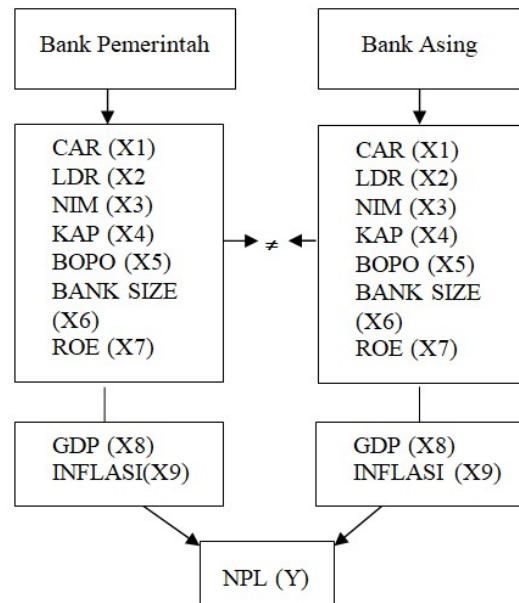 Bank Pemerintah
Bank Asing
CAR (X1)
LDR (X2
NIM (X3)
KAP (X4)
BOPO (X5)
BANK SIZE
(X6)
ROE (X7)
≠
CAR (X1)
LDR (X2)
NIM (X3)
KAP (X4)
BOPO (X5)
BANK SIZE
(X6)
ROE (X7)
GDP (X8)
INFLASI(X9)
GDP (X8)
INFLASI (X9)
NPL (Y)